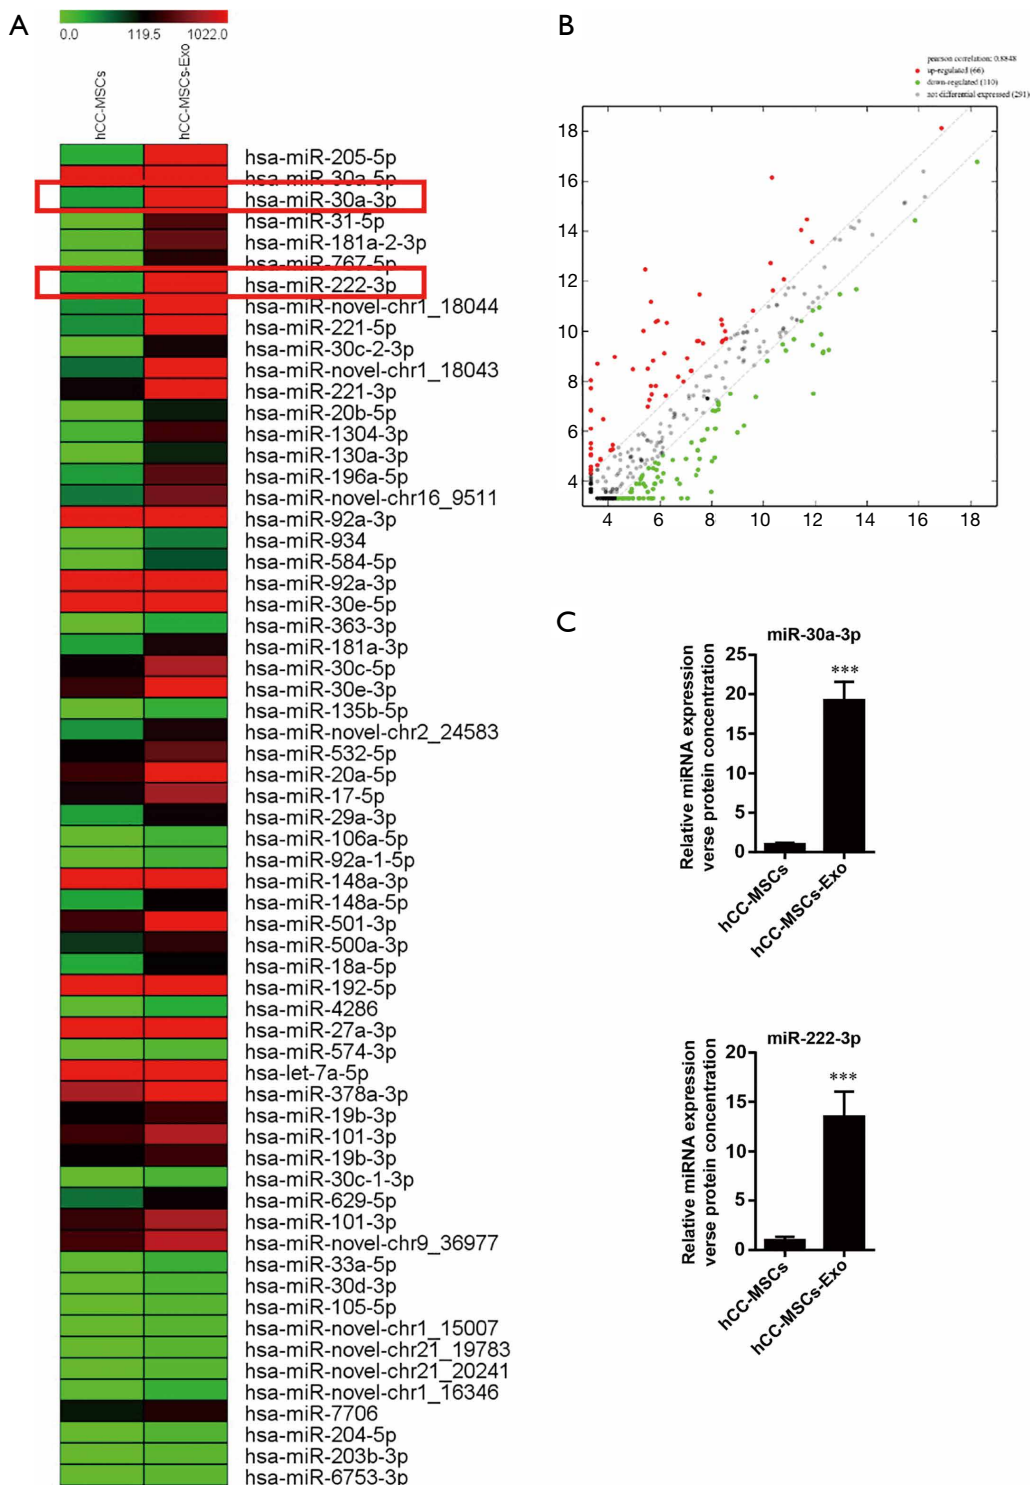 A
0.0 119.5 1022.0
hCC-MSCs
hCC-MSCs-Exo
hsa-miR-205-5p
hsa-miR-30a-5p
hsa-miR-30a-3p
hsa-miR-31-5p
hsa-miR-181a-2-3p
hsa-miR-767-5p
hsa-miR-222-3p
hsa-miR-novel-chr1_18044
hsa-miR-221-5p
hsa-miR-30c-2-3p
hsa-miR-novel-chr1_18043
hsa-miR-221-3p
hsa-miR-20b-5p
hsa-miR-1304-3p
hsa-miR-130a-3p
hsa-miR-196a-5p
hsa-miR-novel-chr16_9511
hsa-miR-92a-3p
hsa-miR-934
hsa-miR-584-5p
hsa-miR-92a-3p
hsa-miR-30e-5p
hsa-miR-363-3p
hsa-miR-181a-3p
hsa-miR-30c-5p
hsa-miR-30e-3p
hsa-miR-135b-5p
hsa-miR-novel-chr2_24583
hsa-miR-532-5p
hsa-miR-20a-5p
hsa-miR-17-5p
hsa-miR-29a-3p
hsa-miR-106a-5p
hsa-miR-92a-1-5p
hsa-miR-148a-3p
hsa-miR-148a-5p
hsa-miR-501-3p
hsa-miR-500a-3p
hsa-miR-18a-5p
hsa-miR-192-5p
hsa-miR-4286
hsa-miR-27a-3p
hsa-miR-574-3p
hsa-let-7a-5p
hsa-miR-378a-3p
hsa-miR-19b-3p
hsa-miR-101-3p
hsa-miR-19b-3p
hsa-miR-30c-1-3p
hsa-miR-629-5p
hsa-miR-101-3p
hsa-miR-novel-chr9_36977
hsa-miR-33a-5p
hsa-miR-30d-3p
hsa-miR-105-5p
hsa-miR-novel-chr1_15007
hsa-miR-novel-chr21_19783
hsa-miR-novel-chr21_20241
hsa-miR-novel-chr1_16346
hsa-miR-7706
hsa-miR-204-5p
hsa-miR-203b-3p
hsa-miR-6753-3p
B
pearson correlation: 0.8848
up-regulated (66)
down-regulated (110)
not differential expressed (291)
18
16
14
12
10
8
6
4
4 6 8 10 12 14 16 18
C
miR-30a-3p
Relative miRNA expression
verse protein concentration
25
20
15
10
5
0
***
hCC-MSCs
hCC-MSCs-Exo
miR-222-3p
Relative miRNA expression
verse protein concentration
20
15
10
5
0
***
hCC-MSCs
hCC-MSCs-Exo